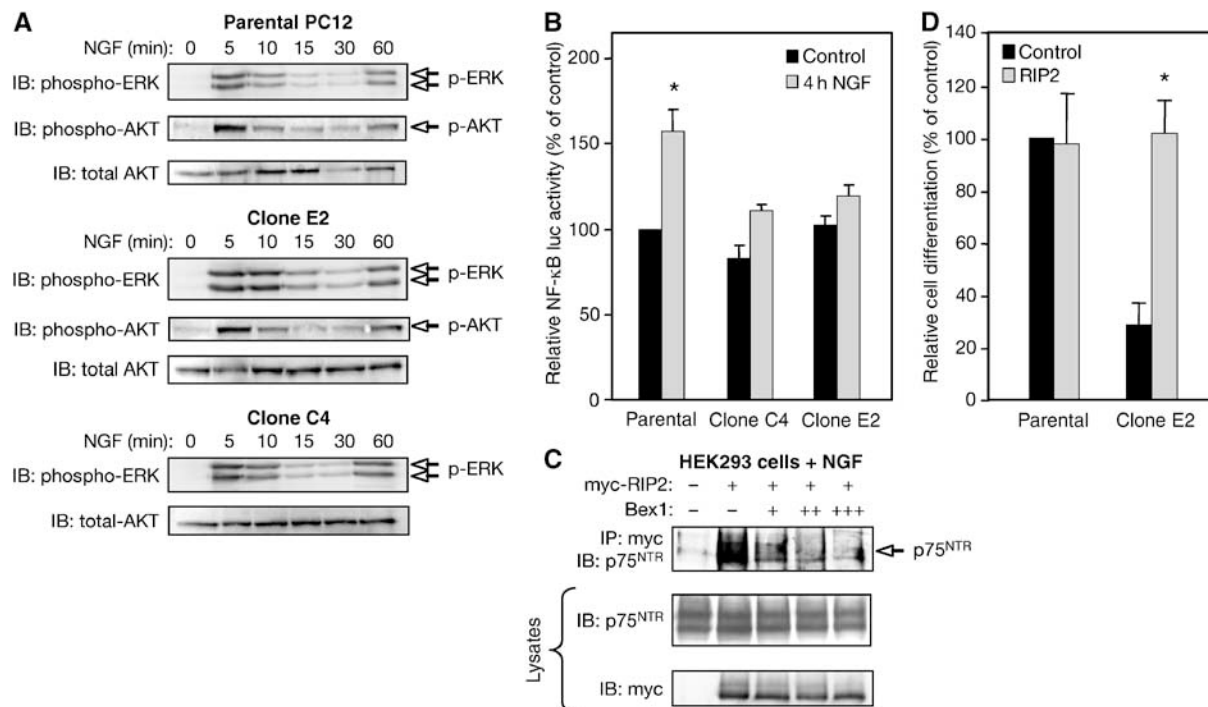 A
Parental PC12
NGF (min): 0 5 10 15 30 60
IB: phospho-ERK
p-ERK
IB: phospho-AKT
p-AKT
IB: total AKT
Clone E2
NGF (min): 0 5 10 15 30 60
IB: phospho-ERK
p-ERK
IB: phospho-AKT
p-AKT
IB: total AKT
Clone C4
NGF (min): 0 5 10 15 30 60
IB: phospho-ERK
p-ERK
IB: total-AKT
B
Relative NF-κB luc activity (% of control)
200
150
100
50
0
Control
4 h NGF
*
Parental Clone C4 Clone E2
C
HEK293 cells + NGF
myc-RIP2: – + + + +
Bex1: – – + ++ +++
IP: myc
IB: p75NTR
p75NTR
Lysates
IB: p75NTR
IB: myc
D
Relative cell differentiation (% of control)
140
120
100
80
60
40
20
0
Control
RIP2
*
Parental Clone E2